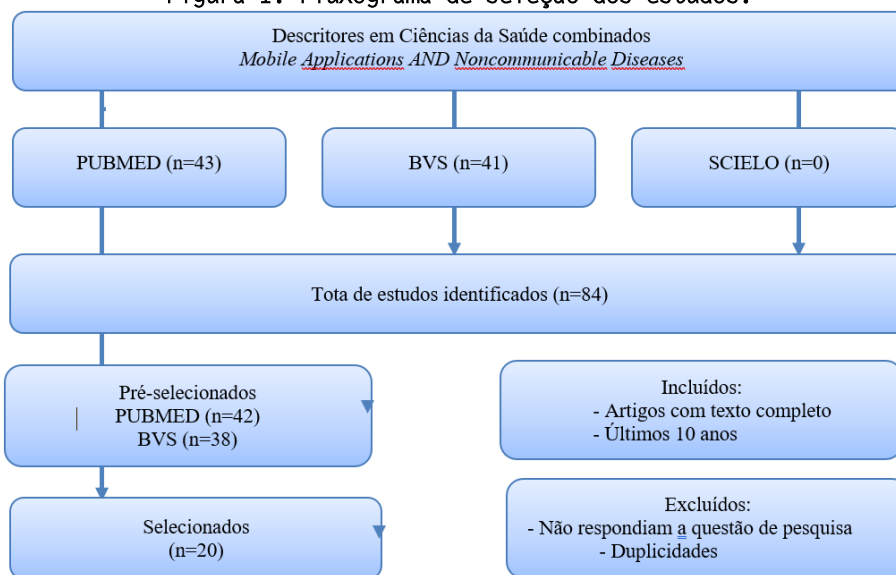 Figura 1. Fluxograma de seleção dos estudos.
Descritores em Ciências da Saúde combinados
Mobile Applications AND Noncommunicable Diseases
PUBMED (n=43)
BVS (n=41)
SCIELO (n=0)
Tota de estudos identificados (n=84)
Pré-selecionados
PUBMED (n=42)
BVS (n=38)
Incluídos:
- Artigos com texto completo
- Últimos 10 anos
Selecionados
(n=20)
Excluídos:
- Não respondiam a questão de pesquisa
- Duplicidades